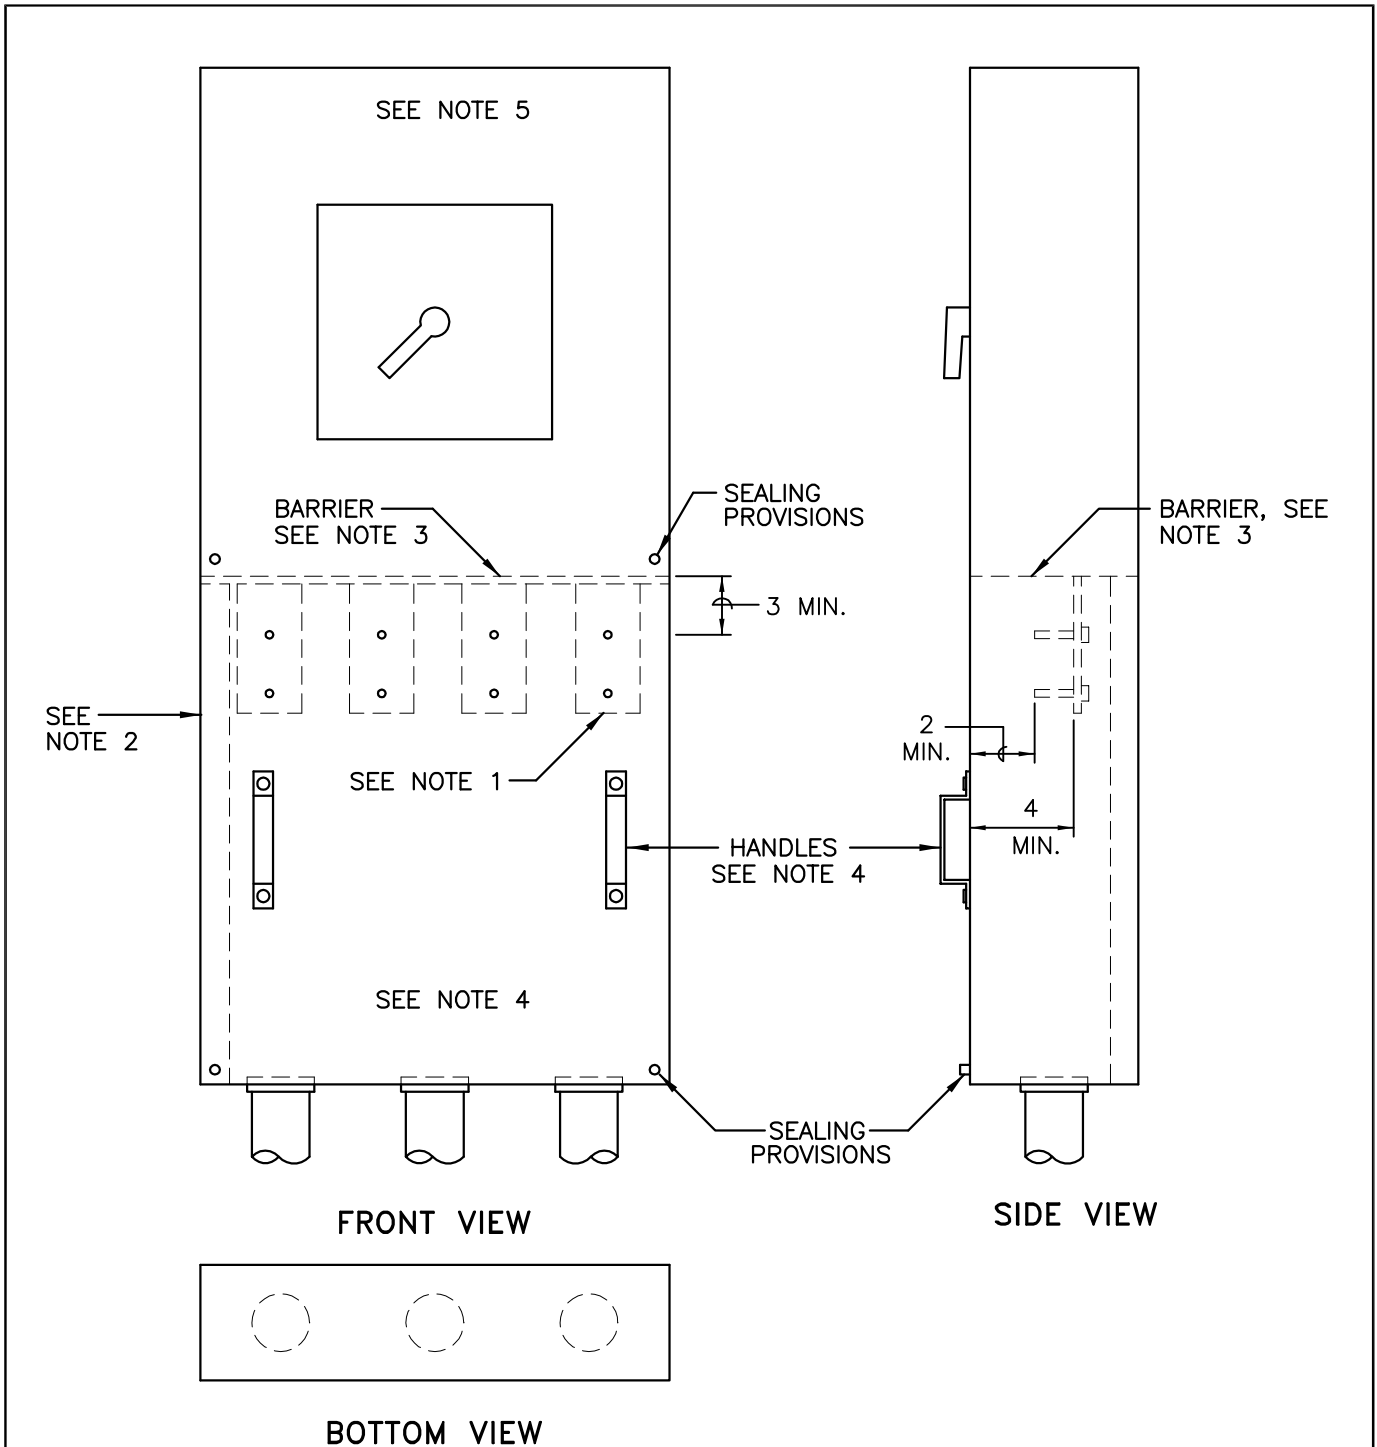 SEE NOTE 5
BARRIER
SEE NOTE 3
SEALING
PROVISIONS
BARRIER, SEE
NOTE 3
3 MIN.
SEE
NOTE 2
2
MIN.
SEE NOTE 1
4
MIN.
HANDLES
SEE NOTE 4
SEE NOTE 4
SEALING
PROVISIONS
FRONT VIEW
SIDE VIEW
BOTTOM VIEW